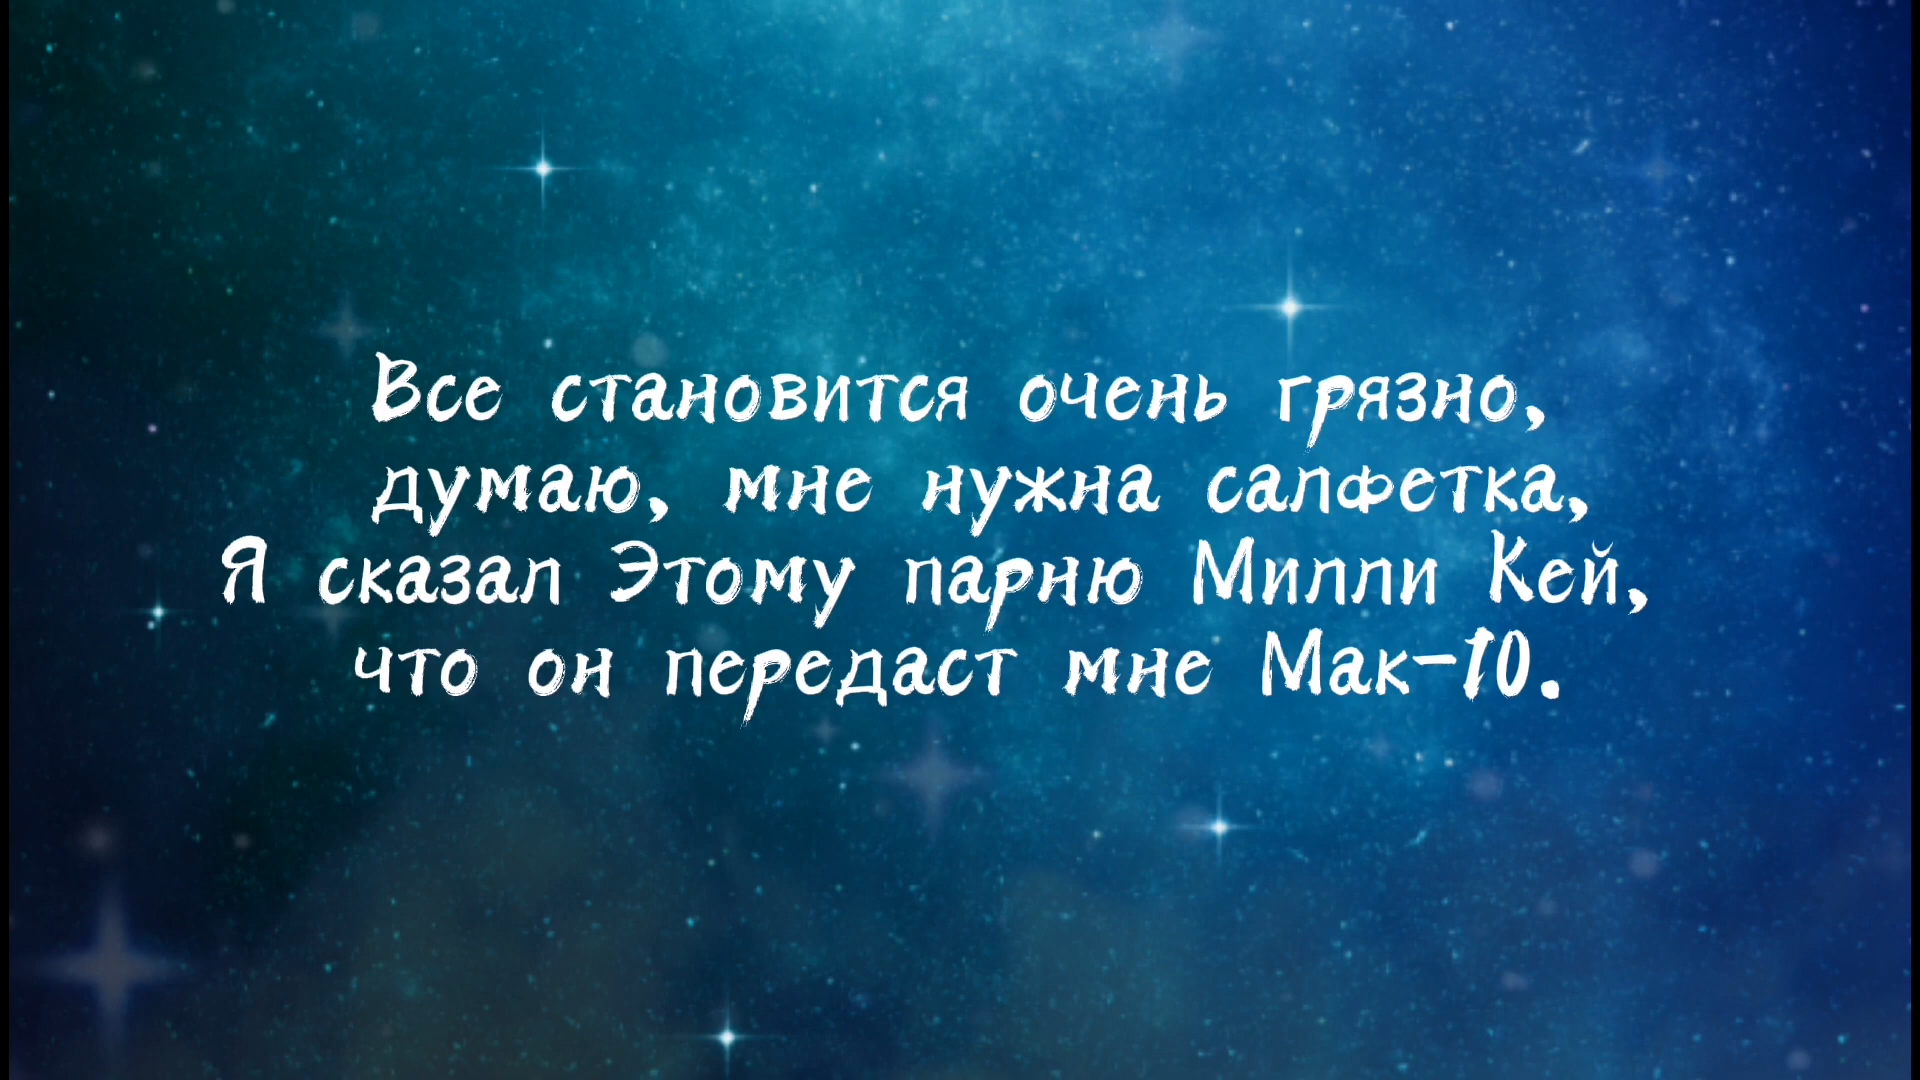 Все становится очень грязно,
думаю, мне нужна салфетка,
Я сказал Этому парню Милли Кей,
что он передаст мне Мак-10.